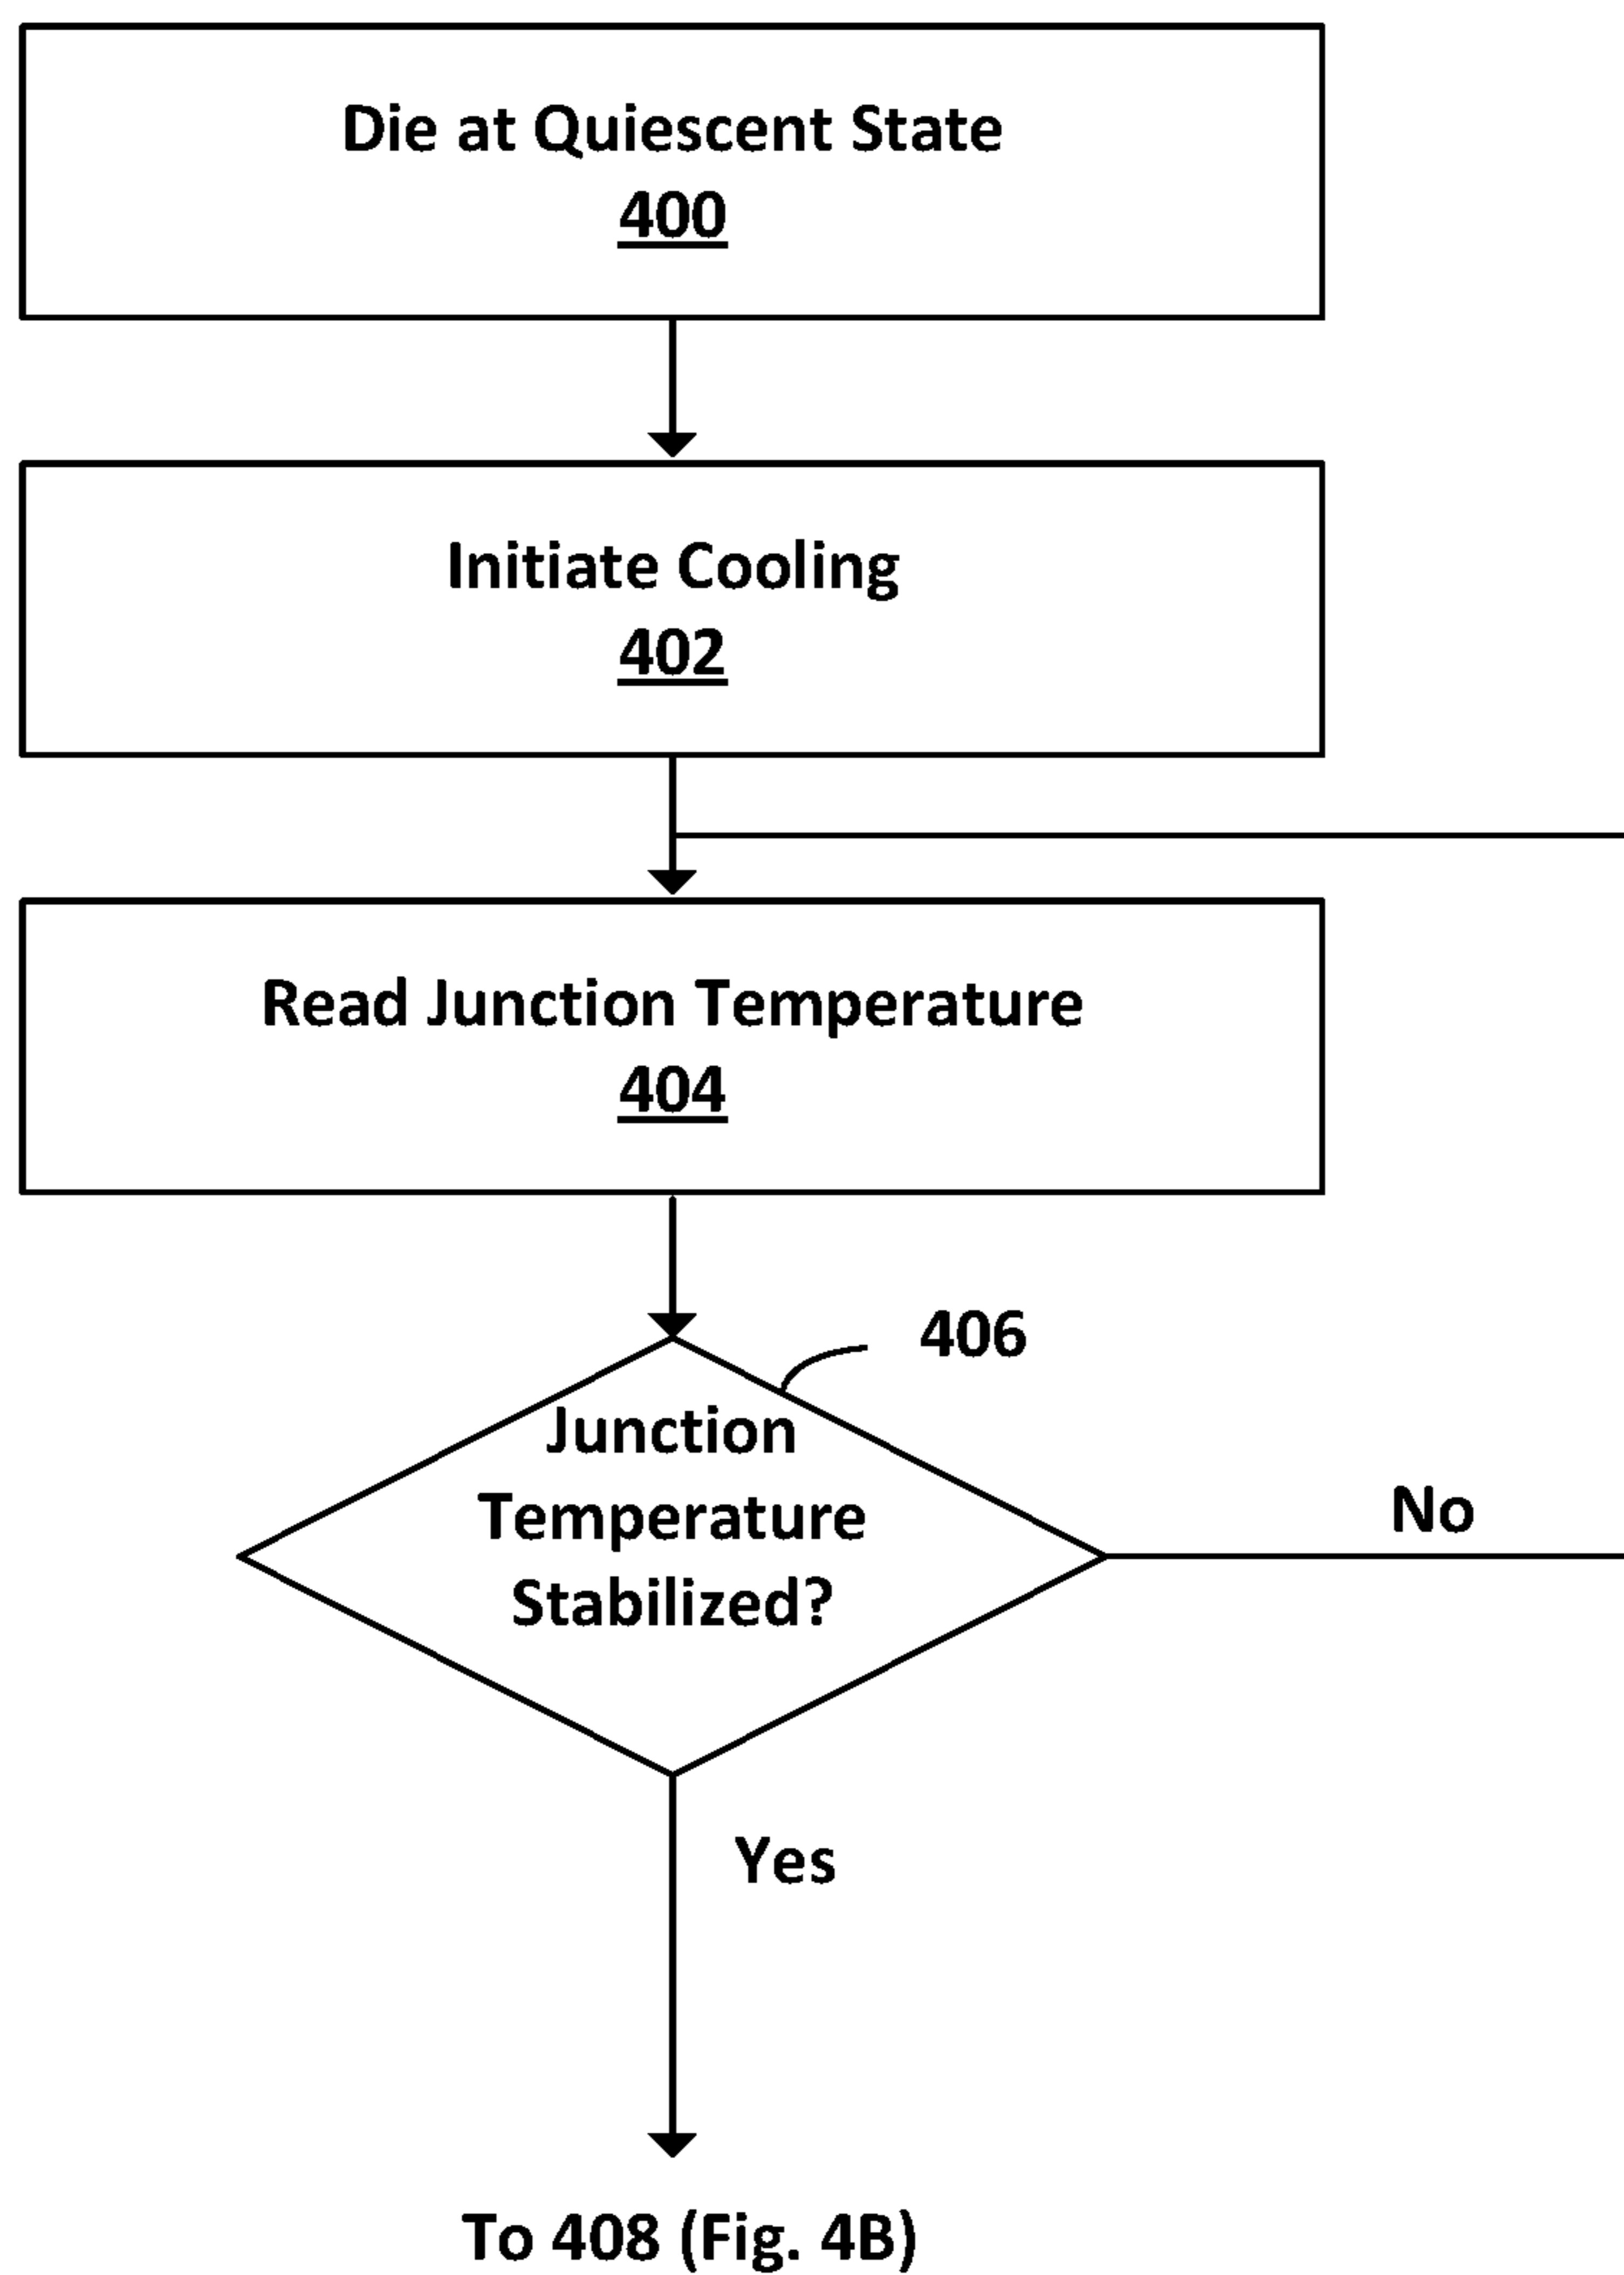 Die at Quiescent State
400
Initiate Cooling
402
Read Junction Temperature
404
406
Junction
Temperature
Stabilized?
No
Yes
To 408 (Fig. 4B)